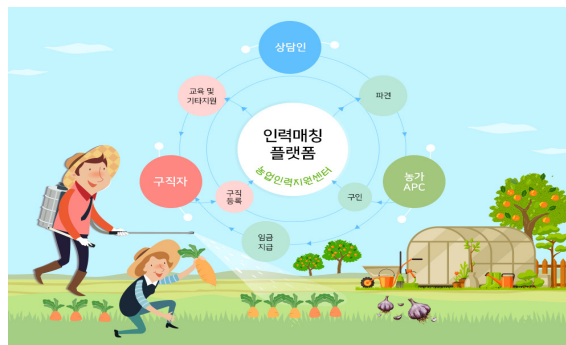 상담인
교육 및
기타지원
파견
인력매칭
플랫폼
농업인력지원센터
구직자
구직
등록
구인
농가
APC
임금
지급